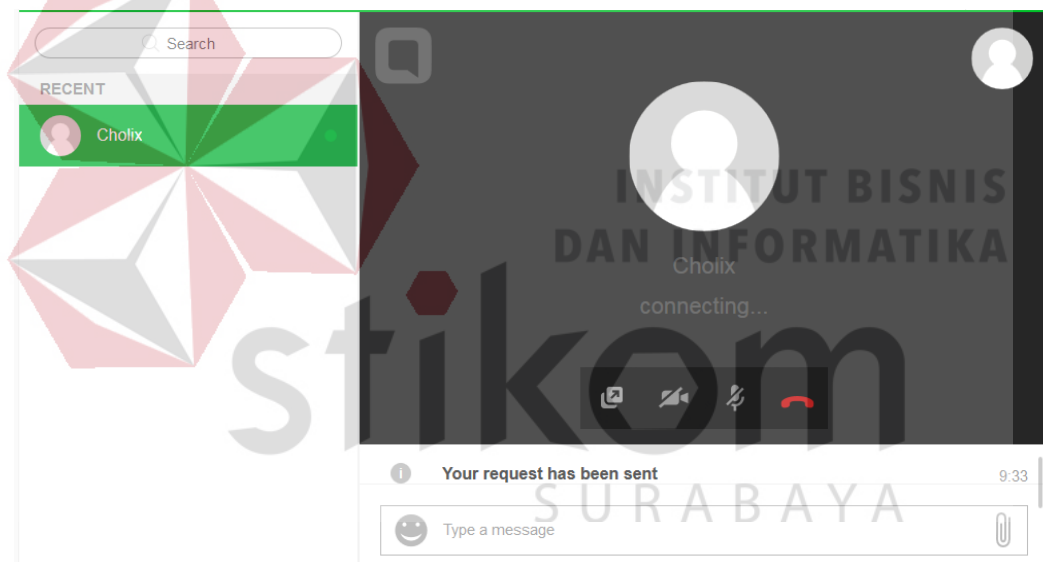 Search
RECENT
Cholix
INSTITUT BISNIS
DAN INFORMATIKA
Cholix
connecting...
stikom
SURABAYA
Your request has been sent
9:33
Type a message